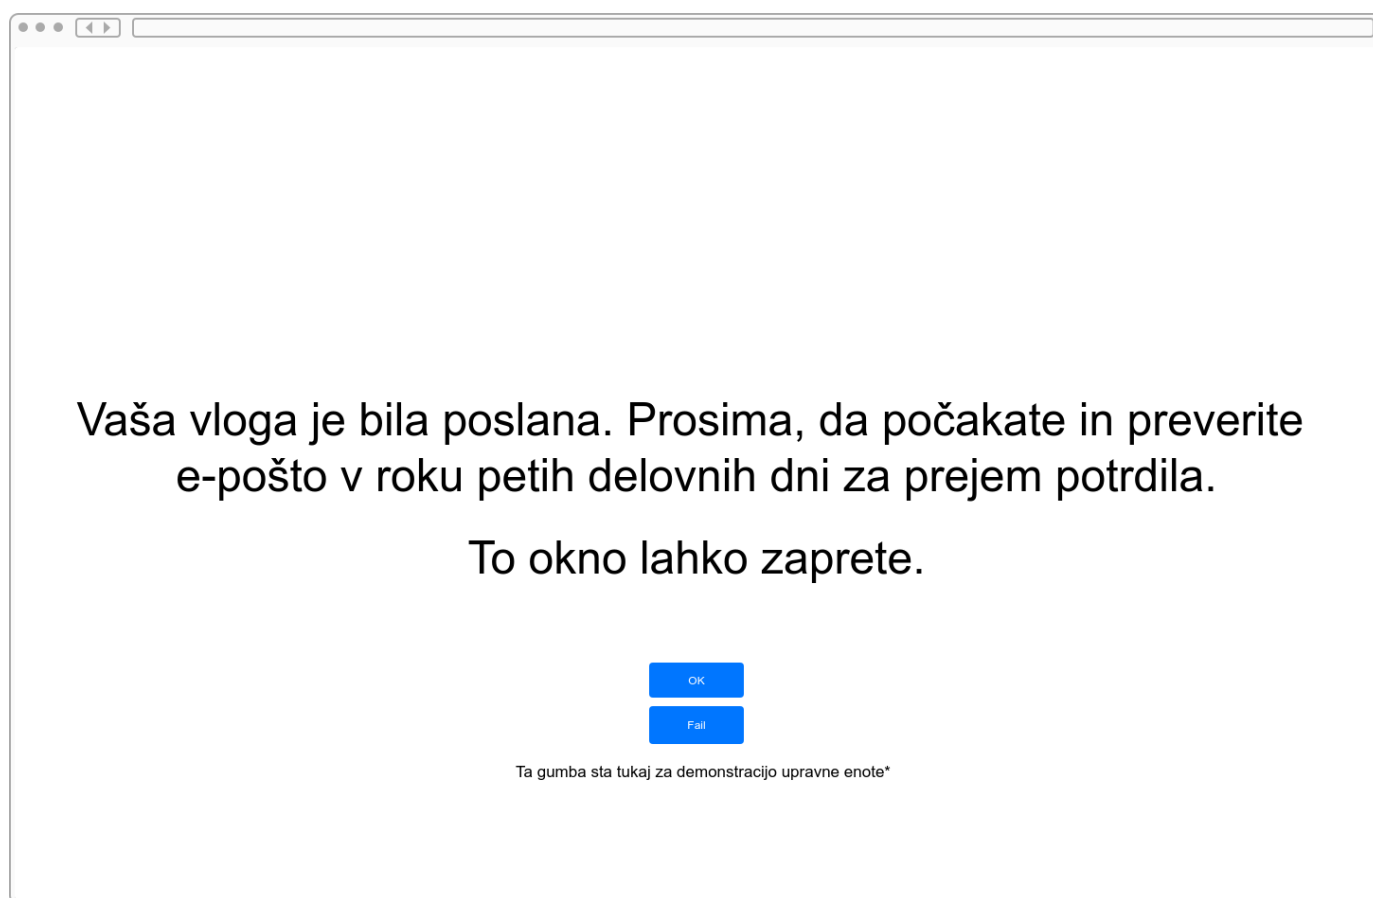 Vaša vloga je bila poslana. Prosima, da počakate in preverite
e-pošto v roku petih delovnih dni za prejem potrdila.
To okno lahko zaprete.
OK
Fail
Ta gumba sta tukaj za demonstracijo upravne enote*